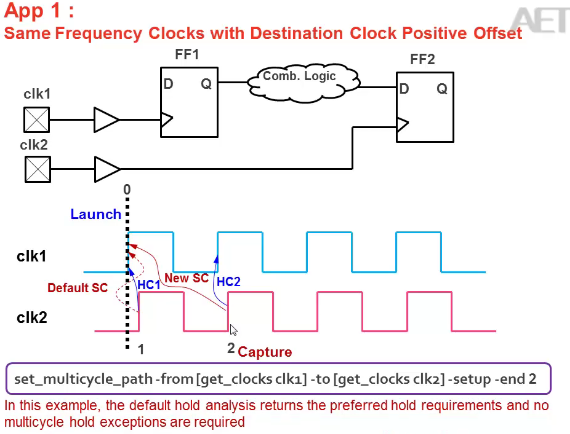 App 1 :
Same Frequency Clocks with Destination Clock Positive Offset
AET
FF1
FF2
D Q
Comb. Logic
D Q
clk1
clk2
0
Launch
clk1
New SC
HC1
HC2
Default SC
clk2
1
2 Capture
set_multicycle_path -from [get_clocks clk1] -to [get_clocks clk2] -setup -end 2
In this example, the default hold analysis returns the preferred hold requirements and no
multicycle hold exceptions are required